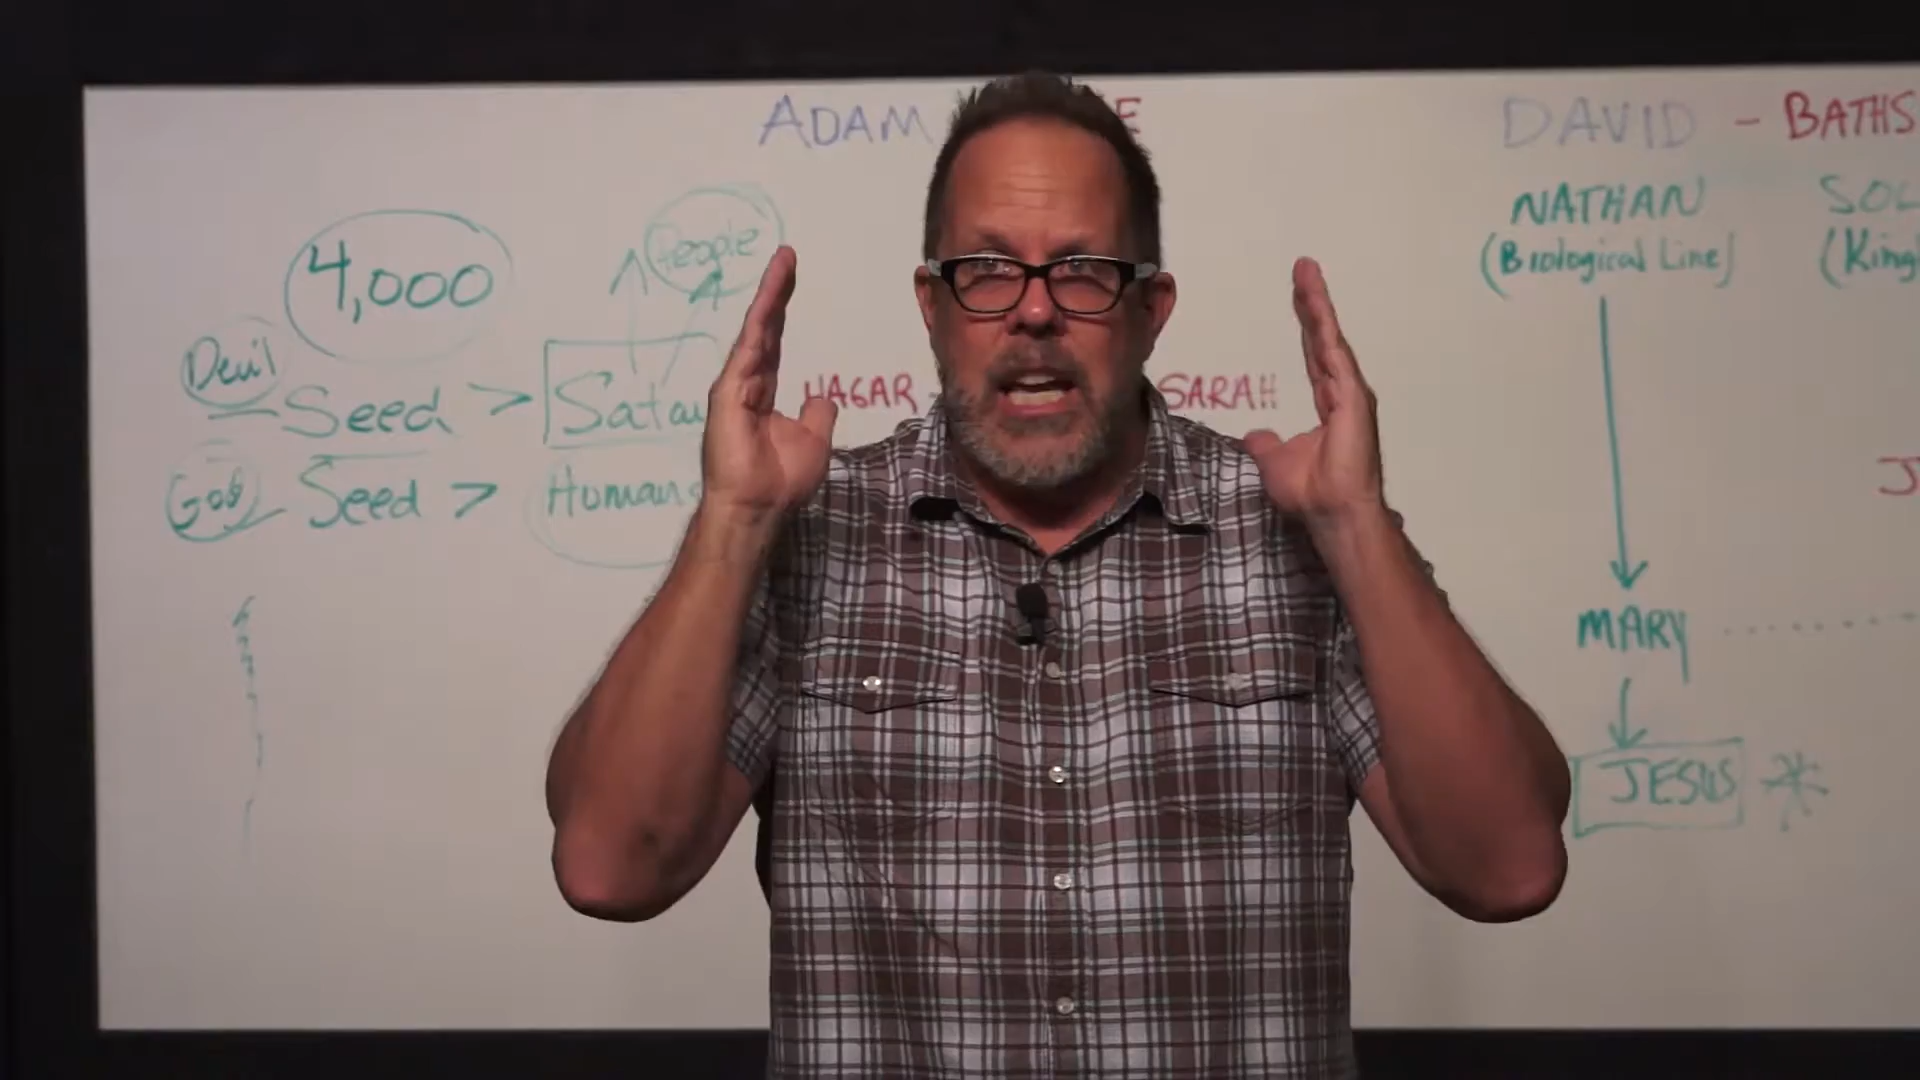 ADAM E
DAVID - BATHS
NATHAN SOL
(Biological Line) (King
People
4,000
Devil
Seed > Satan
HAGAR - SARAH
God Seed > Humans
J
MARY
JESUS *